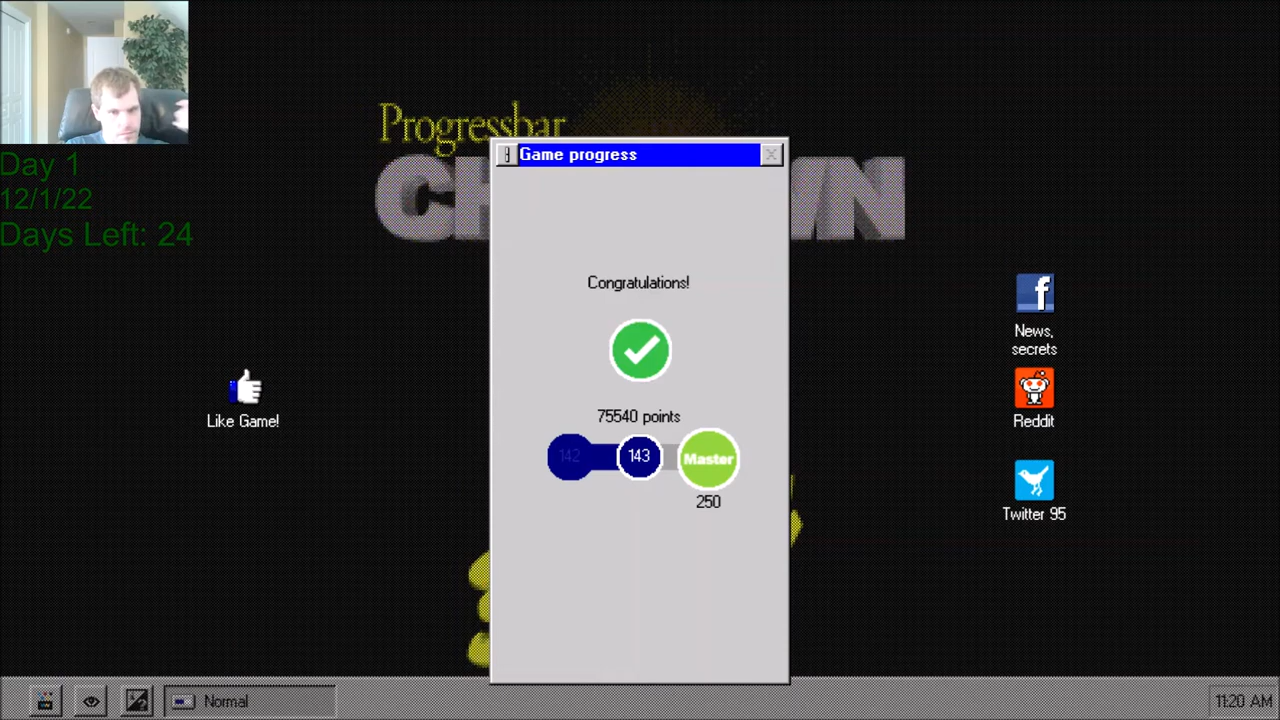 Day 1
12/1/22
Days Left: 24
Progressbar
Game progress
Congratulations!
75540 points
142
143
Master
250
Like Game!
News,
secrets
Reddit
Twitter 95
Normal
11:20 AM